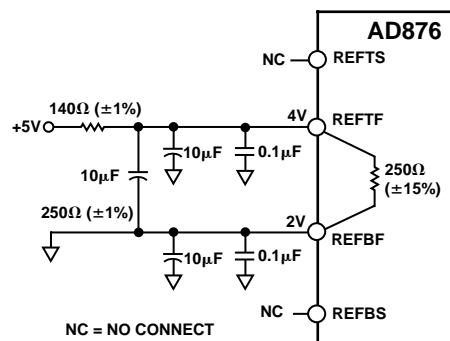 AD876
NC
REFTS
140Ω (±1%)
4V
REFTF
+5V
10µF
0.1µF
250Ω
(±15%)
10µF
250Ω (±1%)
2V
REFBF
10µF
0.1µF
NC
REFBS
NC = NO CONNECT